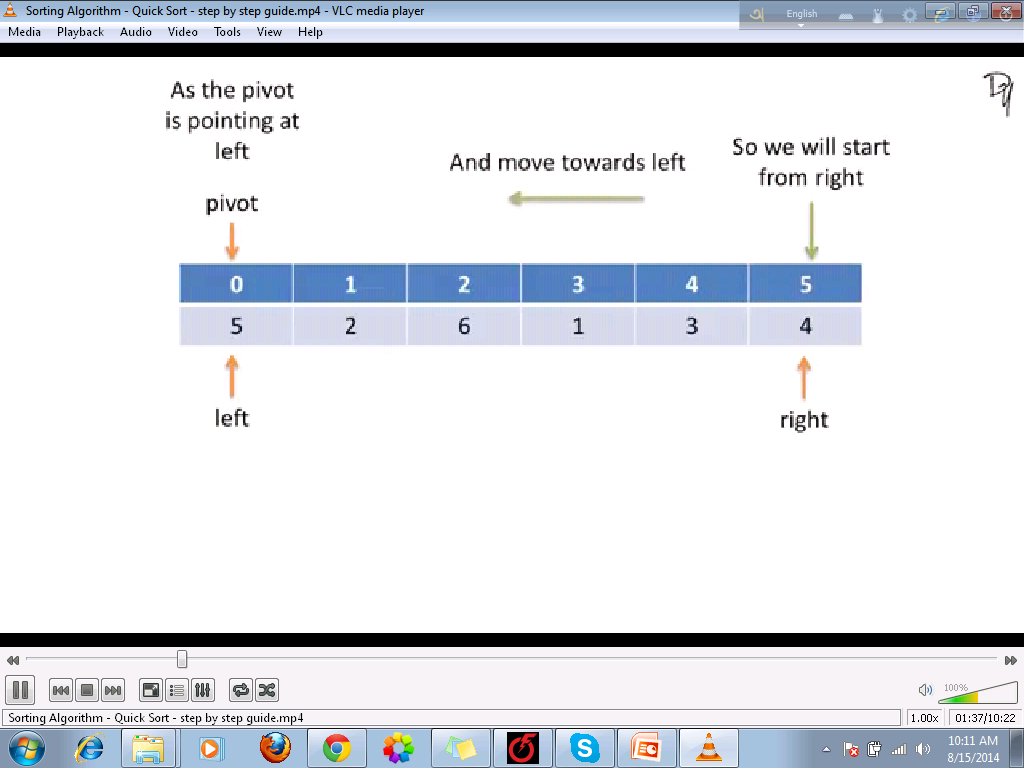 Sorting Algorithm - Quick Sort - step by step guide.mp4 - VLC media player
English
Media Playback Audio Video Tools View Help
As the pivot
is pointing at
left
pivot
And move towards left
So we will start
from right
0 1 2 3 4 5
5 2 6 1 3 4
left
right
100%
Sorting Algorithm - Quick Sort - step by step guide.mp4
1.00x
01:37/10:22
10:11 AM
8/15/2014